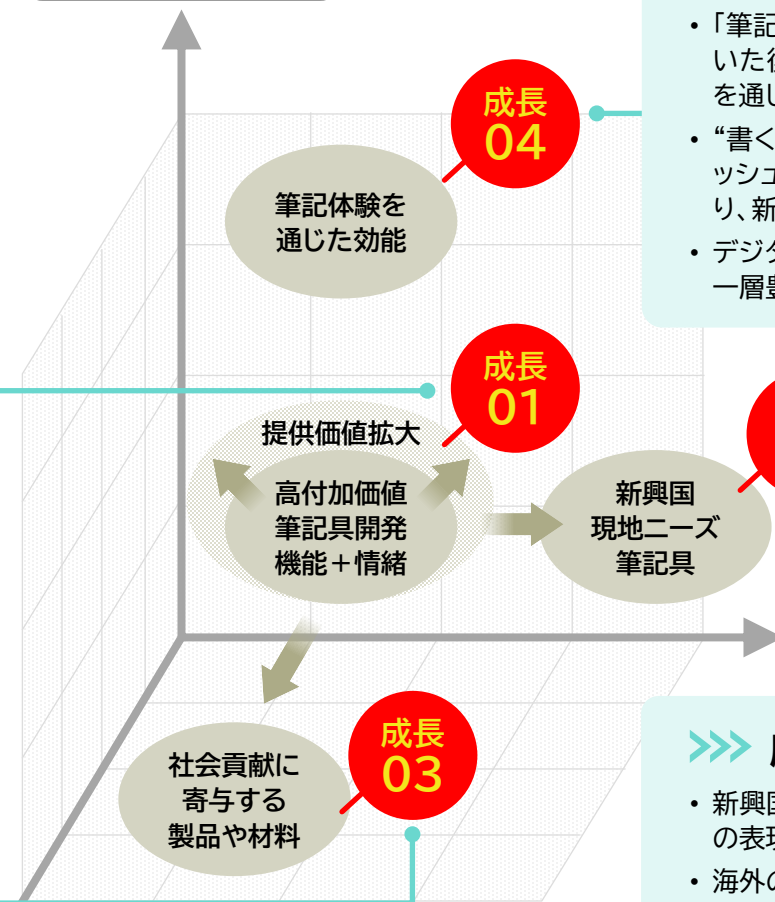 ・「筆記
いた後
を通じ
・“書く
ッシュ
り、新
・デジタ
一層豊
成長
04
筆記体験を
通じた効能
成長
01
提供価値拡大
高付加価値
筆記具開発
機能＋情緒
新興国
現地ニーズ
筆記具
成長
03
社会貢献に
寄与する
製品や材料
・新興国
の表現
・海外の